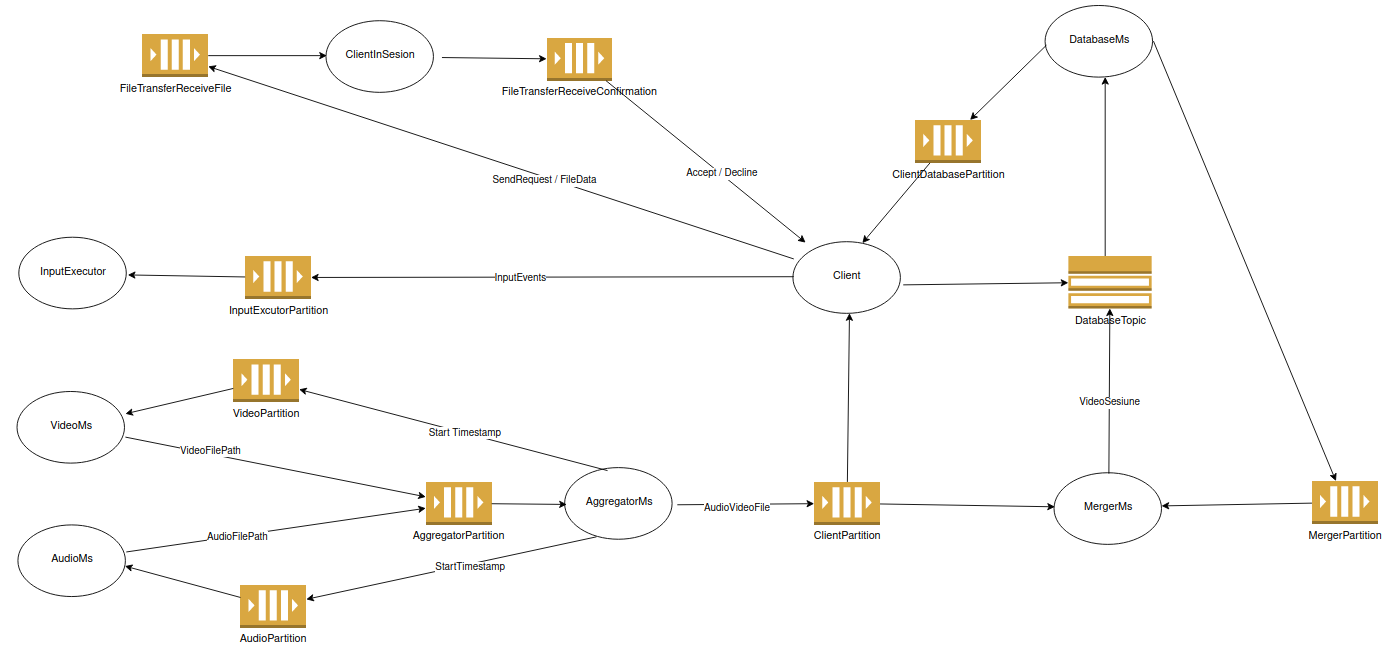 DatabaseMs
ClientInSesion
FileTransferReceiveFile
FileTransferReceiveConfirmation
ClientDatabasePartition
Accept / Decline
SendRequest / FileData
InputExecutor
InputEvents
Client
InputExcutorPartition
DatabaseTopic
VideoPartition
VideoSesiune
VideoMs
Start Timestamp
VideoFilePath
AggregatorMs
AudioVideoFile
MergerMs
AudioFilePath
AggregatorPartition
ClientPartition
MergerPartition
AudioMs
StartTimestamp
AudioPartition